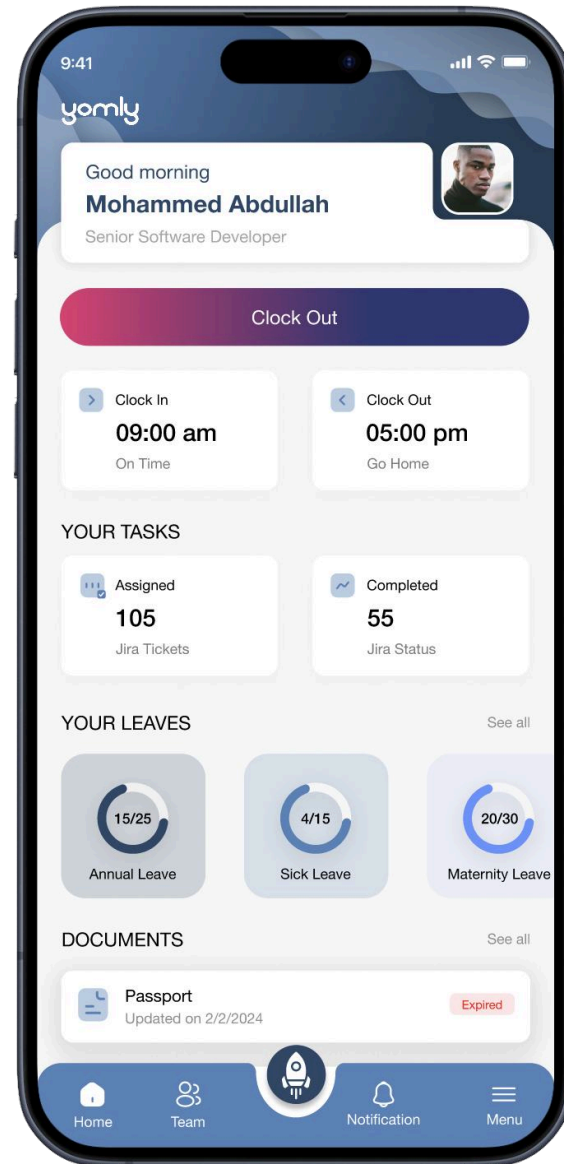 9:41
yomly
Good morning
Mohammed Abdullah
Senior Software Developer
Clock Out
Clock In
09:00 am
On Time
Clock Out
05:00 pm
Go Home
YOUR TASKS
Assigned
105
Jira Tickets
Completed
55
Jira Status
YOUR LEAVES
See all
15/25
Annual Leave
4/15
Sick Leave
20/30
Maternity Leave
DOCUMENTS
See all
Passport
Updated on 2/2/2024
Expired
Home
Team
Notification
Menu